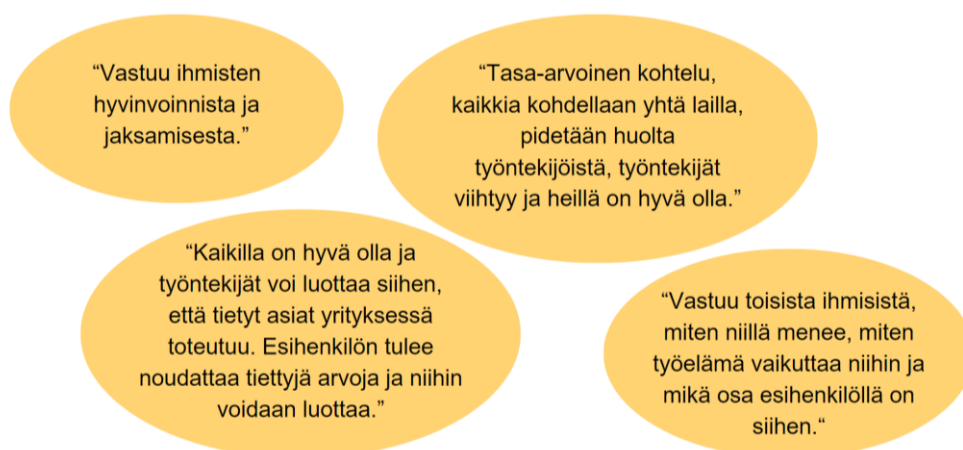 “Vastuu ihmisten
hyvinvoinnista ja
jaksamisesta.”
“Tasa-arvoinen kohtelu,
kaikkia kohdellaan yhtä lailla,
pidetään huolta
työntekijöistä, työntekijät
viihtyy ja heillä on hyvä olla.”
“Kaikilla on hyvä olla ja
työntekijät voi luottaa siihen,
että tietyt asiat yrityksessä
toteutuu. Esihenkilön tulee
noudattaa tiettyjä arvoja ja niihin
voidaan luottaa.”
“Vastuu toisista ihmisistä,
miten niillä menee, miten
työelämä vaikuttaa niihin ja
mikä osa esihenkilöllä on
siihen.“